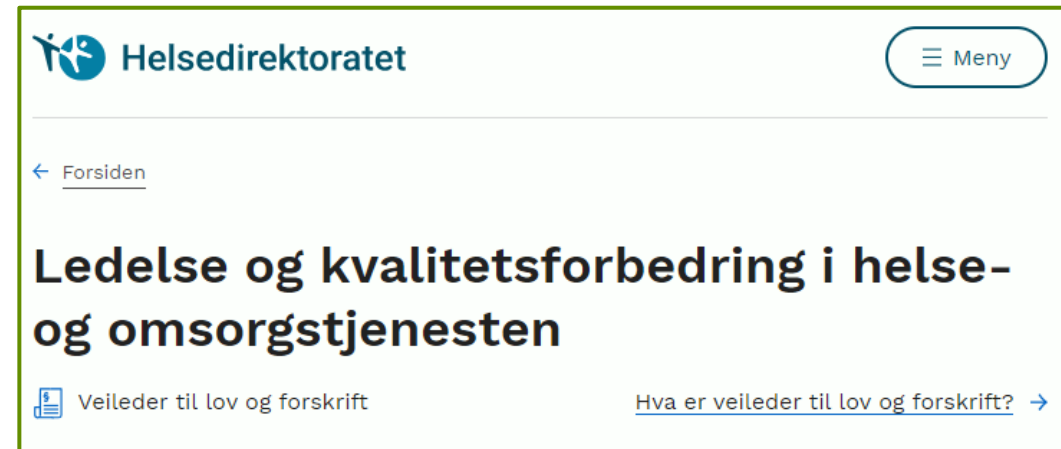 Helsedirektoratet
Meny
Forsiden
Ledelse og kvalitetsforbedring i helse-
og omsorgstjenesten
Veileder til lov og forskrift
Hva er veileder til lov og forskrift?